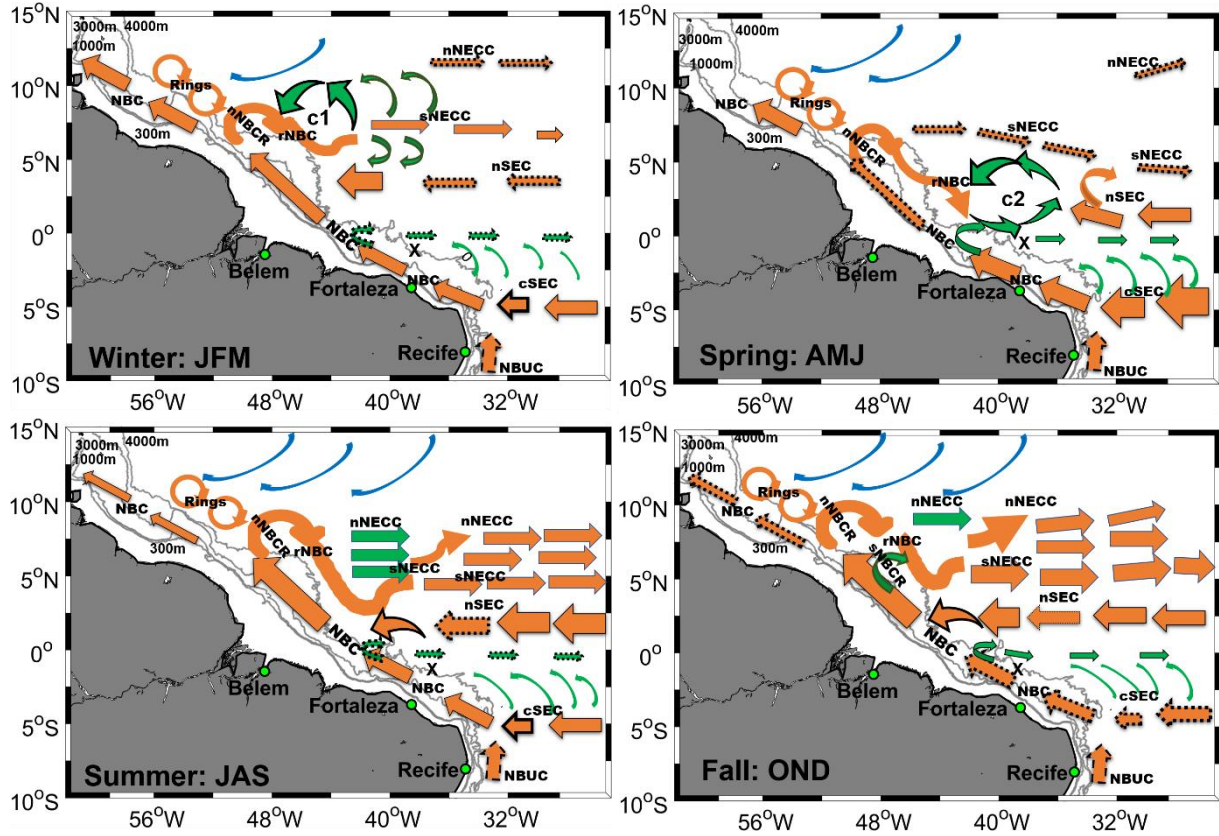 15°N
3000m 4000m
1000m
nNECC
10°N
Rings
NBC
nNBCR
c1
sNECC
rNBC
300m
5°N
nSEC
0°
NBC
X
Belem
NBC
Fortaleza
cSEC
5°S
Recife
Winter: JFM
NBUC
10°S
56°W 48°W 40°W 32°W
15°N
4000m
3000m
1000m
nNECC
10°N
Rings
NBC
nNBCR
300m
sNECC
5°N
sNECC
rNBC
nSEC
c2
0°
NBC
X
Belem
NBC
Fortaleza
cSEC
5°S
Recife
Spring: AMJ
NBUC
10°S
56°W 48°W 40°W 32°W
15°N
3000m 4000m
1000m
10°N
Rings
NBC
nNBCR
nNECC nNECC
rNBC
300m
sNECC
sNECC
5°N
nSEC
0°
NBC
X
Belem
NBC
Fortaleza
cSEC
5°S
Recife
Summer: JAS
NBUC
10°S
56°W 48°W 40°W 32°W
15°N
3000m 4000m
1000m
10°N
Rings
NBC
nNBCR
nNECC nNECC
rNBC
300m
sNBCR
sNECC
5°N
nSEC
0°
NBC
X
Belem
NBC
Fortaleza
cSEC
5°S
Recife
Fall: OND
NBUC
10°S
56°W 48°W 40°W 32°W